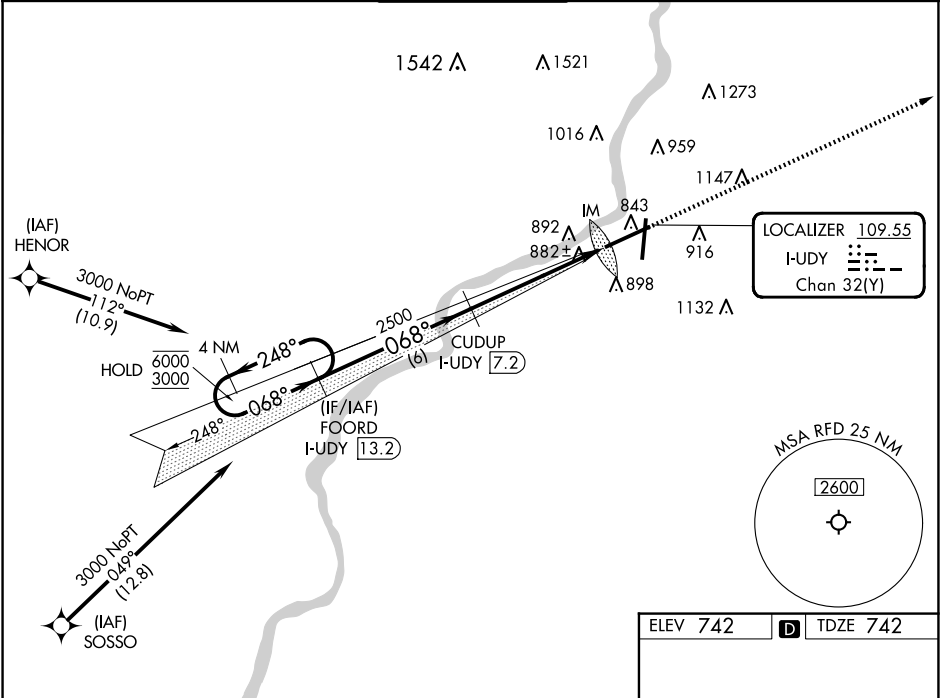 1542
1521
1273
1016
959
1147
IM
843
892
882±
916
898
1132
LOCALIZER 109.55
I-UDY
Chan 32(Y)
(IAF)
HENOR
3000 NoPT
112°
(10.9)
HOLD
6000
3000
4 NM
248°
068°
248°
2500
068°
(6)
CUDUP
I-UDY 7.2
(IF/IAF)
FOORD
I-UDY 13.2
3000 NoPT
049°
(12.8)
(IAF)
SOSSO
MSA RFD 25 NM
2600
ELEV 742 D TDZE 742